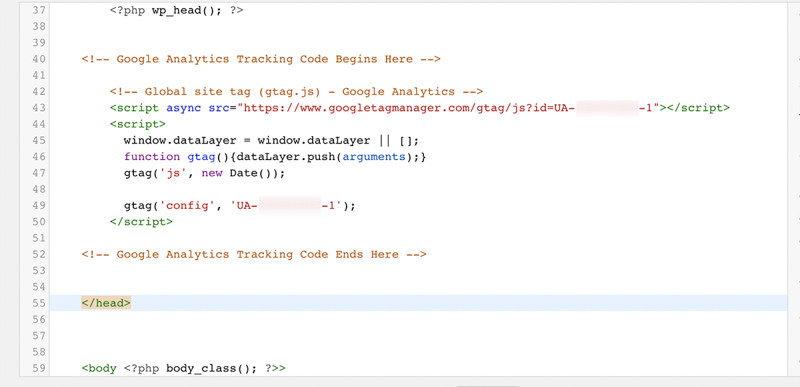 37 <?php wp_head(); ?>
38
39
40 <!-- Google Analytics Tracking Code Begins Here -->
41
42 <!-- Global site tag (gtag.js) - Google Analytics -->
43 <script async src="https://www.googletagmanager.com/gtag/js?id=UA- -1"></script>
44 <script>
45 window.dataLayer = window.dataLayer || [];
46 function gtag(){dataLayer.push(arguments);}
47 gtag('js', new Date());
48
49 gtag('config', 'UA- -1');
50 </script>
51
52 <!-- Google Analytics Tracking Code Ends Here -->
53
54
55 </head>
56
57
58
59 <body <?php body_class(); ?>>